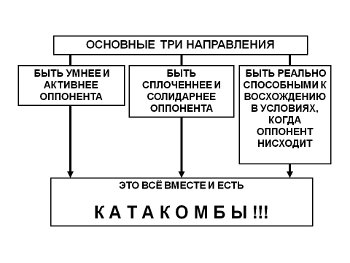 ОСНОВНЫЕ ТРИ НАПРАВЛЕНИЯ
БЫТЬ УМНЕЕ И
АКТИВНЕЕ
ОППОНЕНТА
БЫТЬ
СПЛОЧЕННЕЕ И
СОЛИДАРНЕЕ
ОППОНЕНТА
БЫТЬ РЕАЛЬНО
СПОСОБНЫМИ К
ВОСХОЖДЕНИЮ
В УСЛОВИЯХ,
КОГДА
ОППОНЕНТ
НИСХОДИТ
ЭТО ВСЁ ВМЕСТЕ И ЕСТЬ
К А Т А К О М Б Ы ! ! !